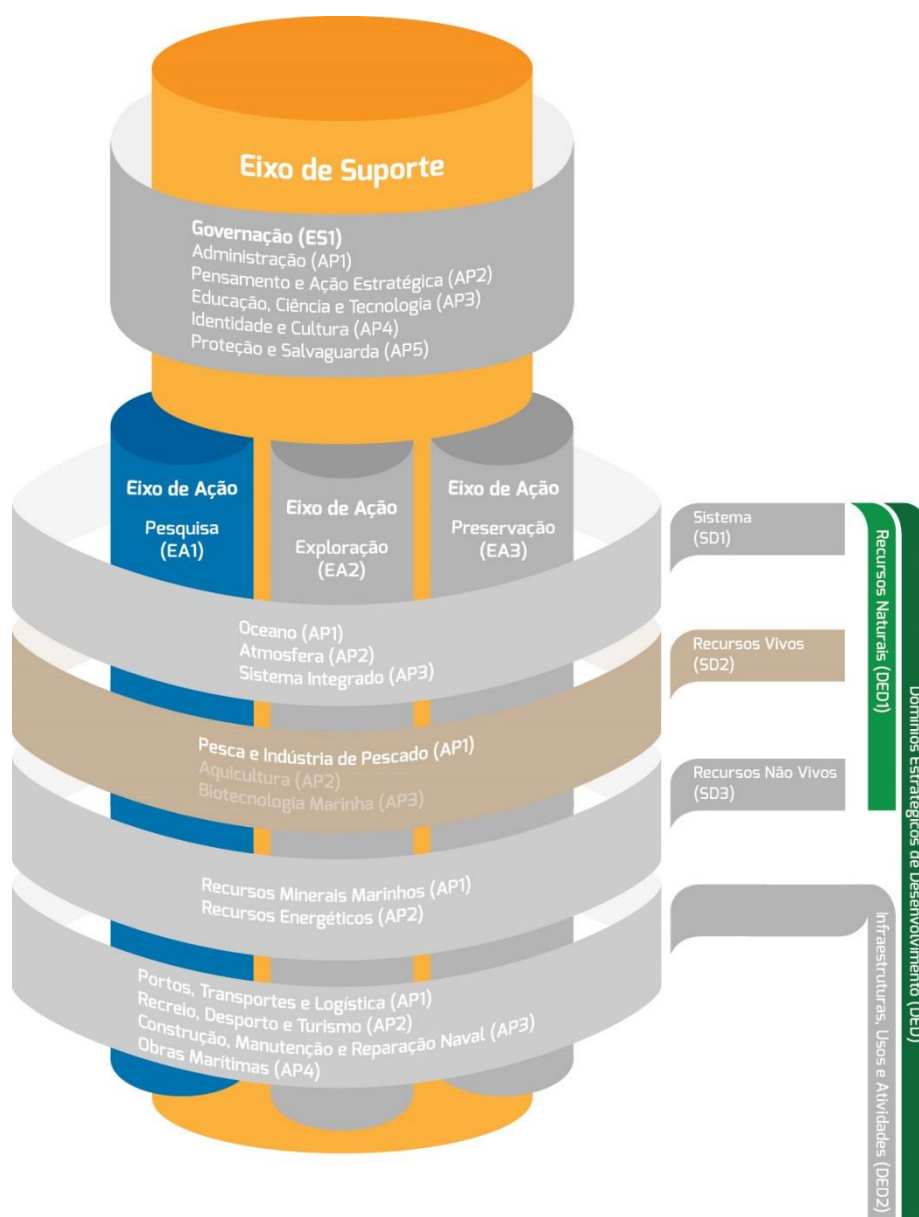 Eixo de Suporte
Governação (ES1)
Administração (AP1)
Pensamento e Ação Estratégica (AP2)
Educação, Ciência e Tecnologia (AP3)
Identidade e Cultura (AP4)
Proteção e Salvaguarda (AP5)
Eixo de Ação
Pesquisa
(EA1)
Eixo de Ação
Exploração
(EA2)
Eixo de Ação
Preservação
(EA3)
Oceano (AP1)
Atmosfera (AP2)
Sistema Integrado (AP3)
Pesca e Indústria de Pescado (AP1)
Aquicultura (AP2)
Biotecnologia Marinha (AP3)
Recursos Minerais Marinhos (AP1)
Recursos Energéticos (AP2)
Portos, Transportes e Logística (AP1)
Recreio, Desporto e Turismo (AP2)
Construção, Manutenção e Reparação Naval (AP3)
Obras Marítimas (AP4)
Sistema
(SD1)
Recursos Vivos
(SD2)
Recursos Não Vivos
(SD3)
Recursos Naturais (DED1)
Infraestruturas, Usos e Atividades (DED2)
Domínios Estratégicos de Desenvolvimento (DED)